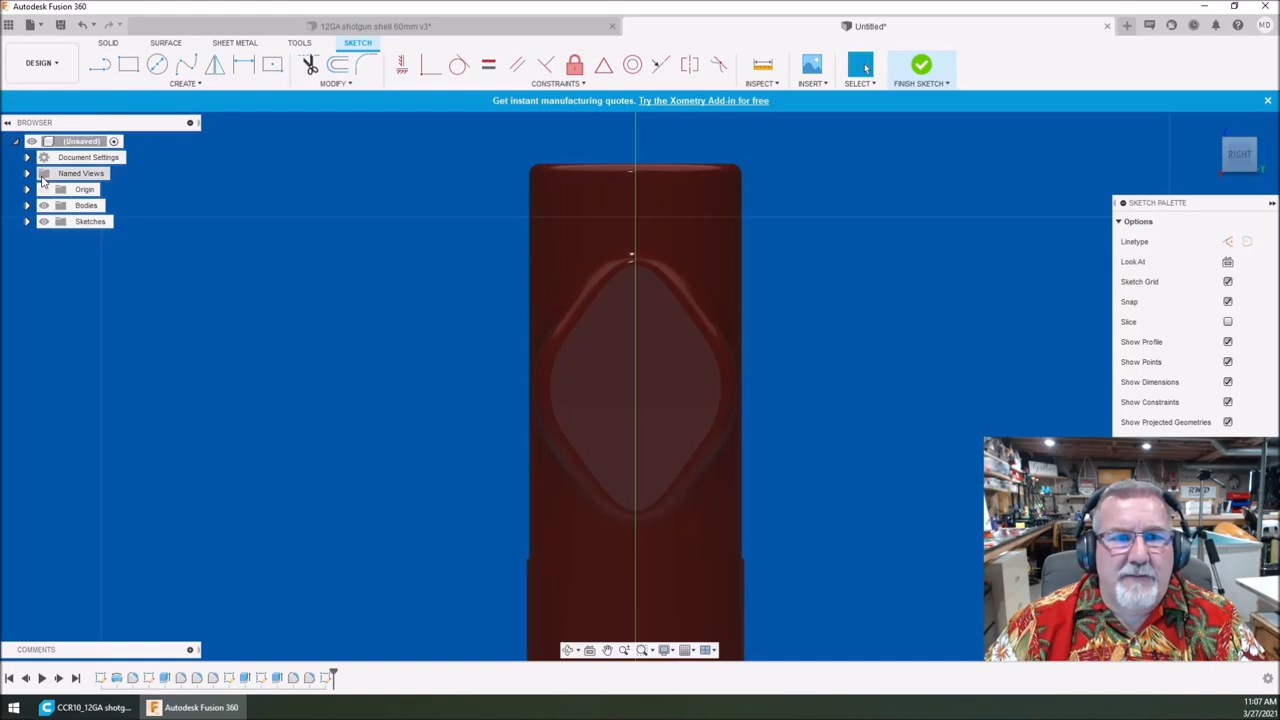 Autodesk Fusion 360
12GA shotgun shell 60mm v3*
Untitled*
MD
DESIGN
SOLID
SURFACE
SHEET METAL
TOOLS
SKETCH
CREATE
MODIFY
CONSTRAINTS
INSPECT
INSERT
SELECT
FINISH SKETCH
Get instant manufacturing quotes. Try the Xometry Add-in for free
BROWSER
(Unsaved)
Document Settings
Named Views
Origin
Bodies
Sketches
RIGHT
SKETCH PALETTE
Options
Linetype
Look At
Sketch Grid
Snap
Slice
Show Profile
Show Points
Show Dimensions
Show Constraints
Show Projected Geometries
COMMENTS
CCR10_12GA shotg...
Autodesk Fusion 360
11:07 AM
3/27/2021